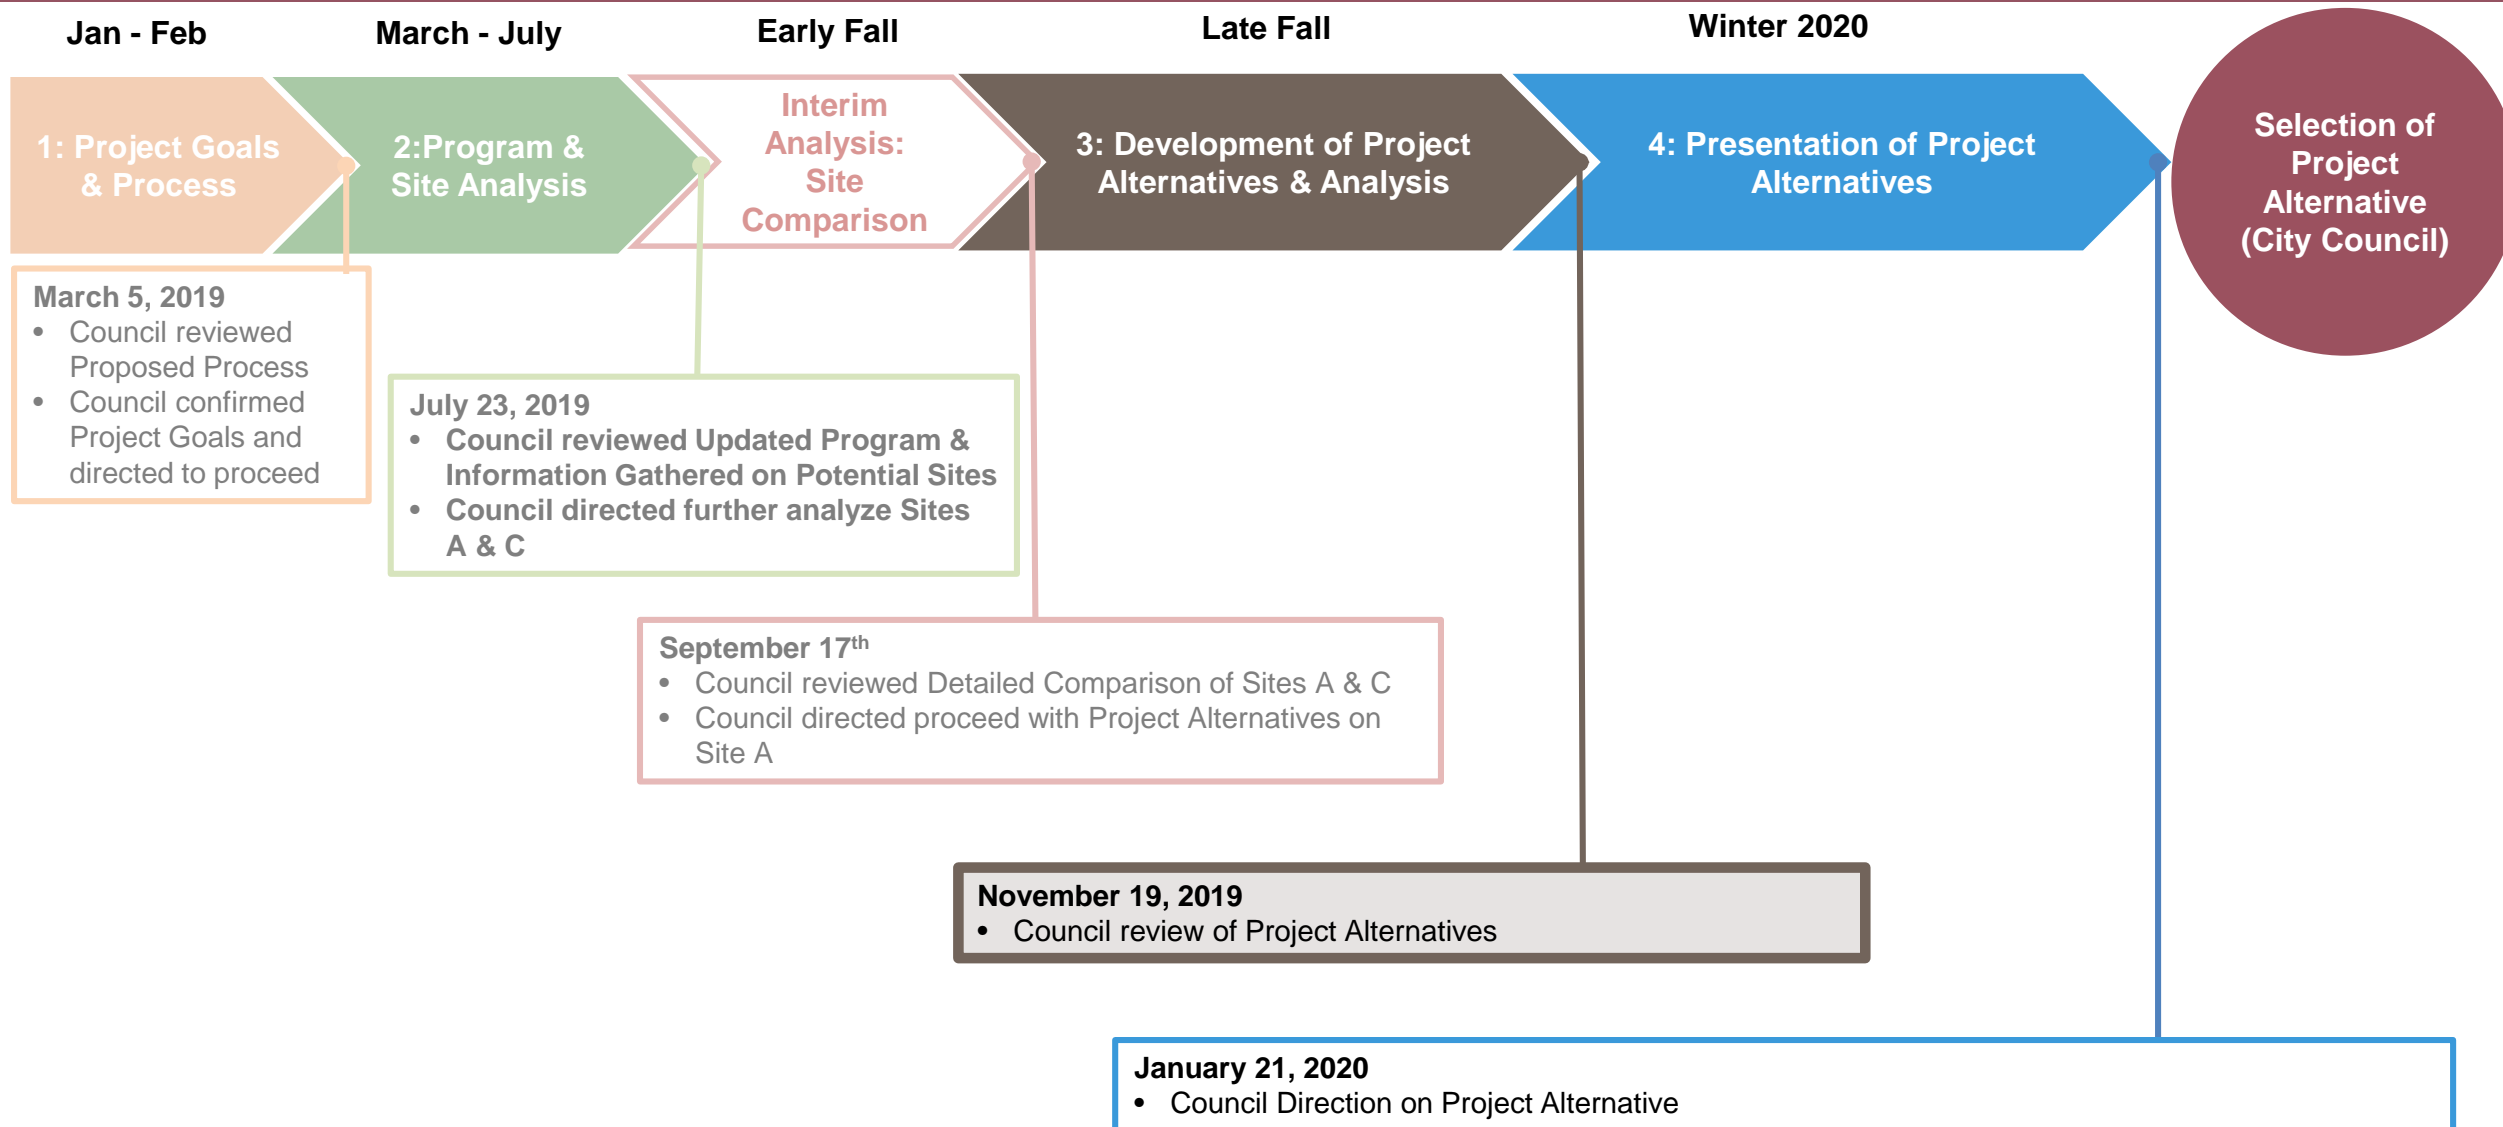 Jan - Feb
March - July
Early Fall
Late Fall
Winter 2020
1: Project Goals
& Process
2:Program &
Site Analysis
Interim
Analysis:
Site
Comparison
3: Development of Project
Alternatives & Analysis
4: Presentation of Project
Alternatives
Selection of
Project
Alternative
(City Council)
March 5, 2019
• Council reviewed
Proposed Process
• Council confirmed
Project Goals and
directed to proceed
July 23, 2019
• Council reviewed Updated Program &
Information Gathered on Potential Sites
• Council directed further analyze Sites
A & C
September 17th
• Council reviewed Detailed Comparison of Sites A & C
• Council directed proceed with Project Alternatives on
Site A
November 19, 2019
• Council review of Project Alternatives
January 21, 2020
• Council Direction on Project Alternative